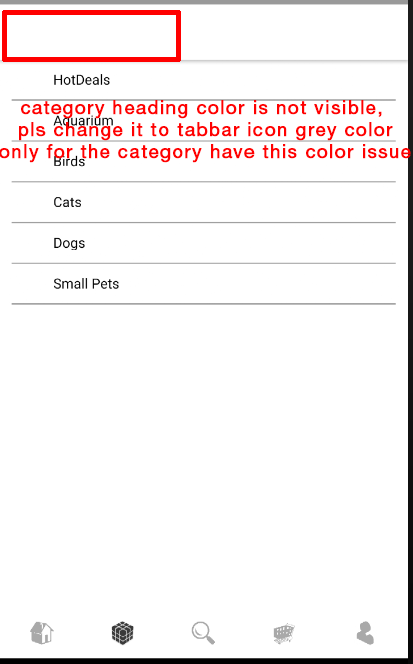 HotDeals
category heading color is not visible,
Aquarium
pls change it to tabbar icon grey color
only for the category have this color issue
Birds
Cats
Dogs
Small Pets